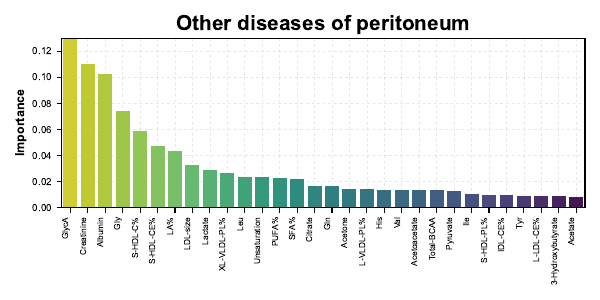 Other diseases of peritoneum
Importance
0.12
0.10
0.08
0.06
0.04
0.02
0.00
GlycA
Creatinine
Albumin
Gly
S-HDL-C%
S-HDL-CE%
LA%
LDL-size
Lactate
XL-VLDL-PL%
Leu
Unsaturation
PUFA%
SFA%
Citrate
Gln
Acetone
L-VLDL-PL%
His
Val
Acetoacetate
Total-BCAA
Pyruvate
Ile
S-HDL-PL%
IDL-CE%
Tyr
L-LDL-CE%
3-Hydroxybutyrate
Acetate